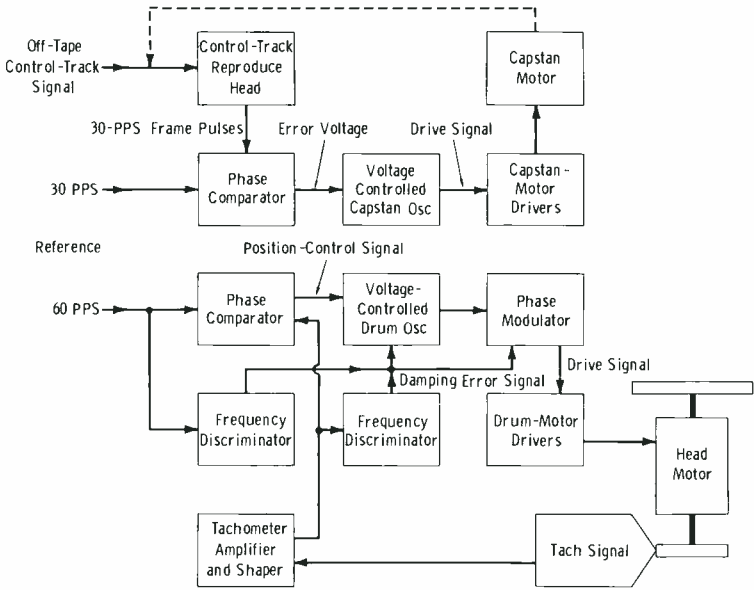 Off-Tape
Control-Track
Signal
Control-Track
Reproduce
Head
Capstan
Motor
30-PPS Frame Pulses
Error Voltage
Drive Signal
30 PPS
Phase
Comparator
Voltage
Controlled
Capstan Osc
Capstan-
Motor
Drivers
Reference
Position-Control Signal
60 PPS
Phase
Comparator
Voltage-
Controlled
Drum Osc
Phase
Modulator
Drive Signal
Damping Error Signal
Frequency
Discriminator
Frequency
Discriminator
Drum-Motor
Drivers
Head
Motor
Tachometer
Amplifier
and Shaper
Tach Signal